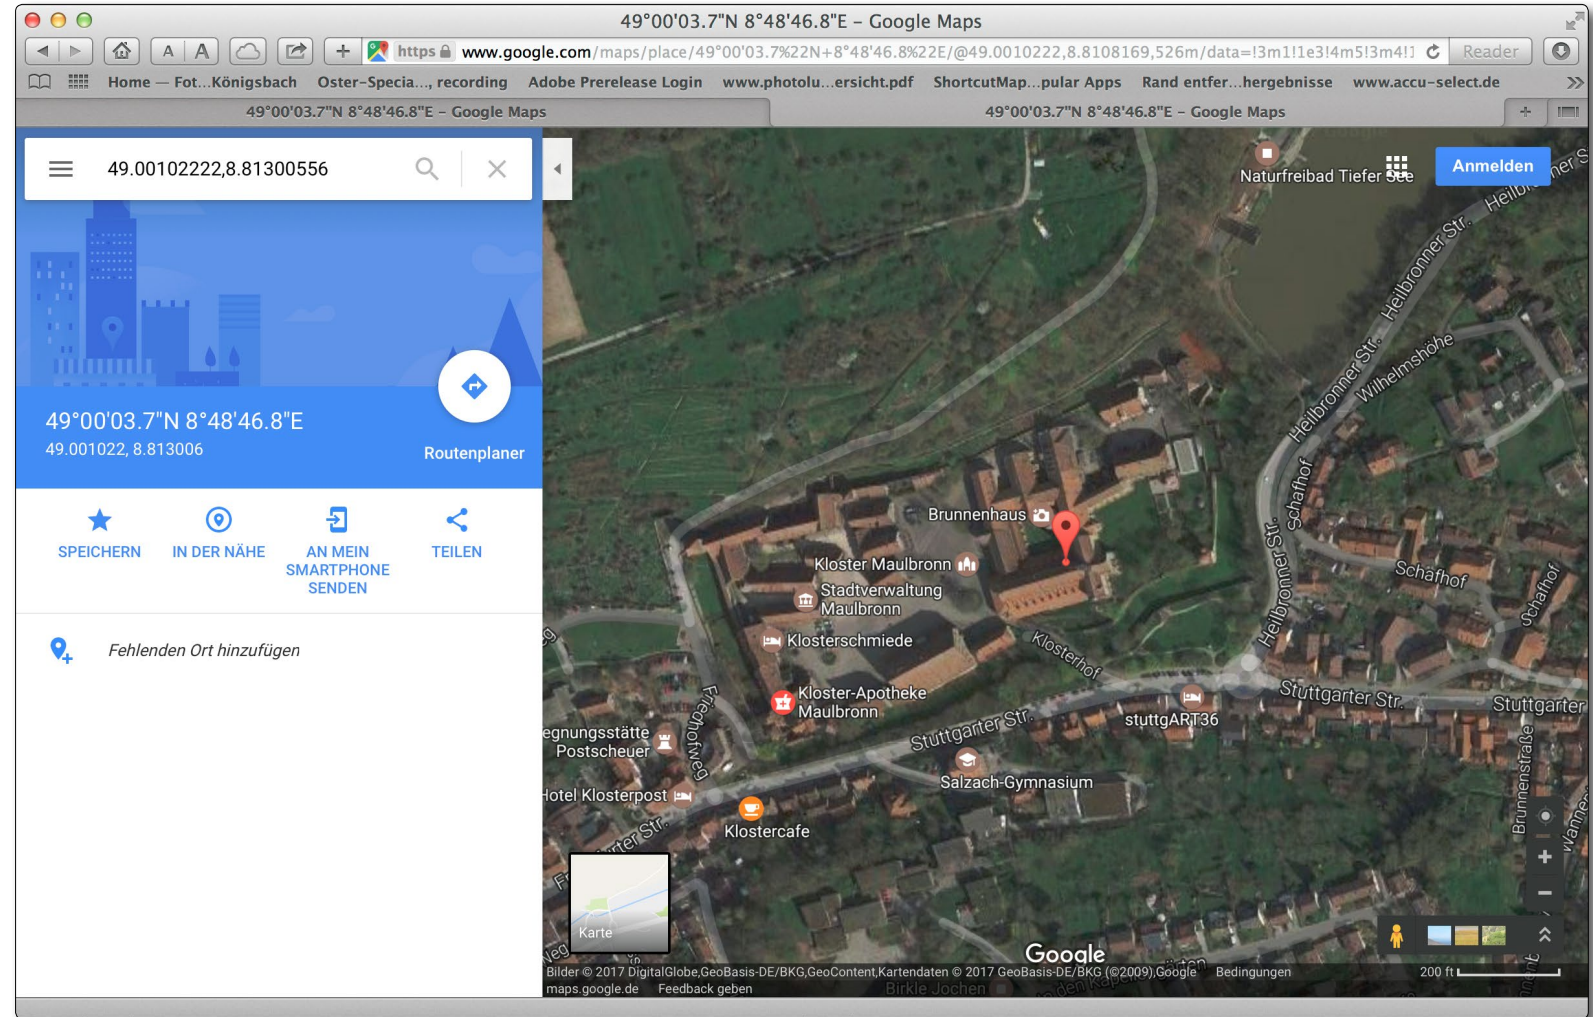 49°00'03.7"N 8°48'46.8"E – Google Maps
A A + https www.google.com/maps/place/49°00'03.7%22N+8°48'46.8%22E/@49.0010222,8.8108169,526m/data=!3m1!1e3!4m5!3m4!1 Reader
Home — Fot...Königsbach Oster-Specia..., recording Adobe Prerelease Login www.photolu...ersicht.pdf ShortcutMap...pular Apps Rand entfer...hergebnisse www.accu-select.de >>
49°00'03.7"N 8°48'46.8"E – Google Maps
49°00'03.7"N 8°48'46.8"E – Google Maps
+
49.00102222,8.81300556
49°00'03.7"N 8°48'46.8"E
49.001022, 8.813006
Routenplaner
SPEICHERN
IN DER NÄHE
AN MEIN
SMARTPHONE
SENDEN
TEILEN
Fehlenden Ort hinzufügen
Naturfreibad Tiefer See
Anmelden
Heilbronner Str.
Heilbronner Str.
Heilbronner Str.
Wilhelmshöhe
Schafhof
Heilbronner Str.
Schafhof
Schafhof
Brunnenhaus
Kloster Maulbronn
Stadtverwaltung
Maulbronn
Klosterschmiede
Klosterhof
Kloster-Apotheke
Maulbronn
Friedhofweg
egnungsstätte
Postscheuer
Stuttgarter Str.
stuttgART36
Stuttgarter Str.
Stuttgarter
Brunnenstraße
Wanne
Salzach-Gymnasium
Hotel Klosterpost
Klostercafe
rter Str.
Karte
Google
Bilder © 2017 DigitalGlobe,GeoBasis-DE/BKG,GeoContent,Kartendaten © 2017 GeoBasis-DE/BKG (©2009),Google Bedingungen 200 ft
maps.google.de Feedback geben
Birkle Jochen